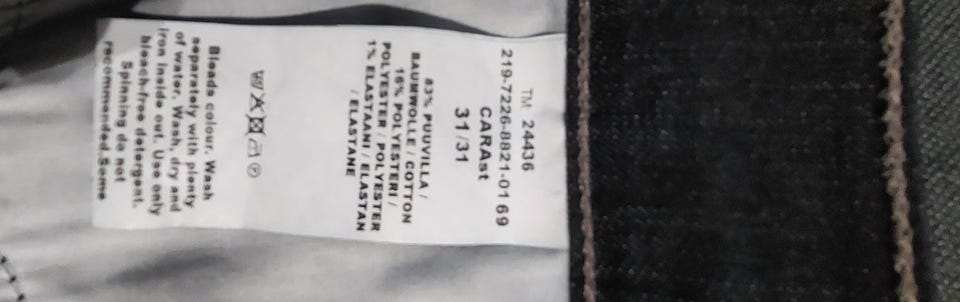 TM 24436
219-7226-8821-01 69
CARAst
31/31
83% PUUVILLA /
BAUMWOLLE / COTTON
16% POLYESTERI /
POLYESTER / POLYESTER
1% ELASTAANI / ELASTAN
/ ELASTANE
Bleeds colour. Wash
separately with plenty
of water. Wash, dry and
iron inside out. Use only
bleach-free detergent.
Spinning do not
recommended.Some